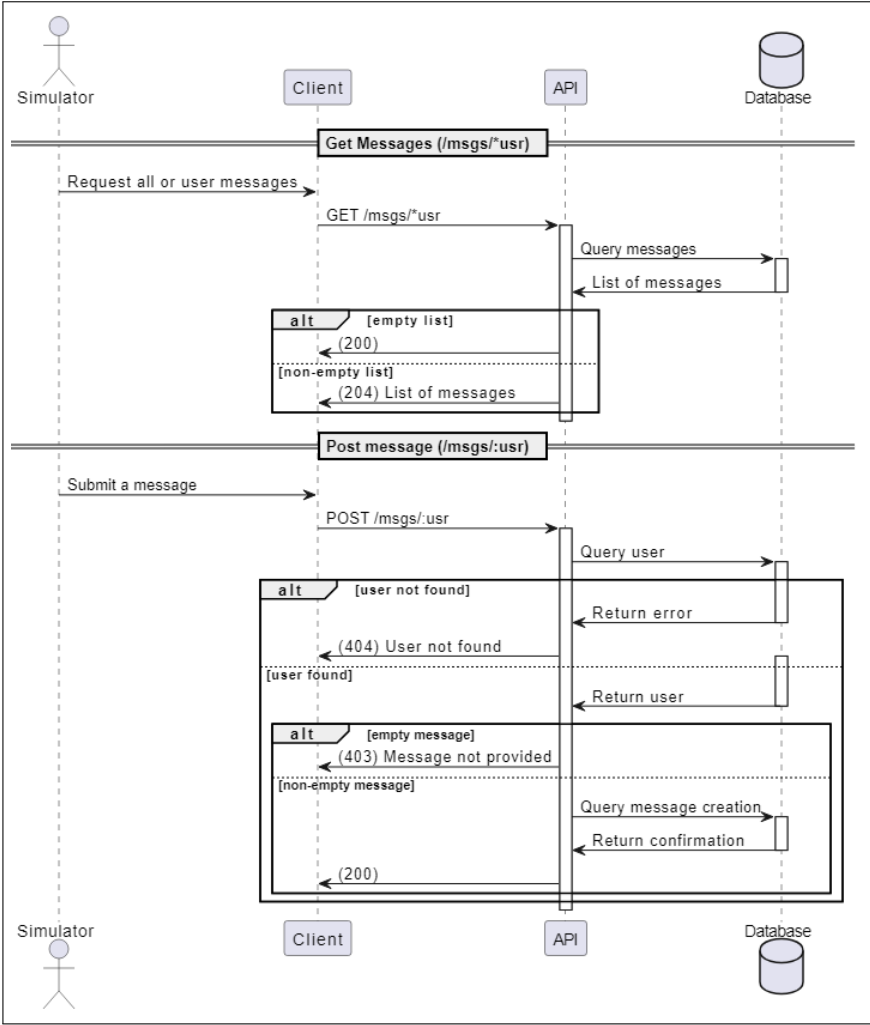 Simulator
Client
API
Database
Get Messages (/msgs/*usr)
Request all or user messages
GET /msgs/*usr
Query messages
List of messages
alt
[empty list]
(200)
[non-empty list]
(204) List of messages
Post message (/msgs/:usr)
Submit a message
POST /msgs/:usr
Query user
alt
[user not found]
Return error
(404) User not found
[user found]
Return user
alt
[empty message]
(403) Message not provided
[non-empty message]
Query message creation
Return confirmation
(200)
Simulator
Client
API
Database